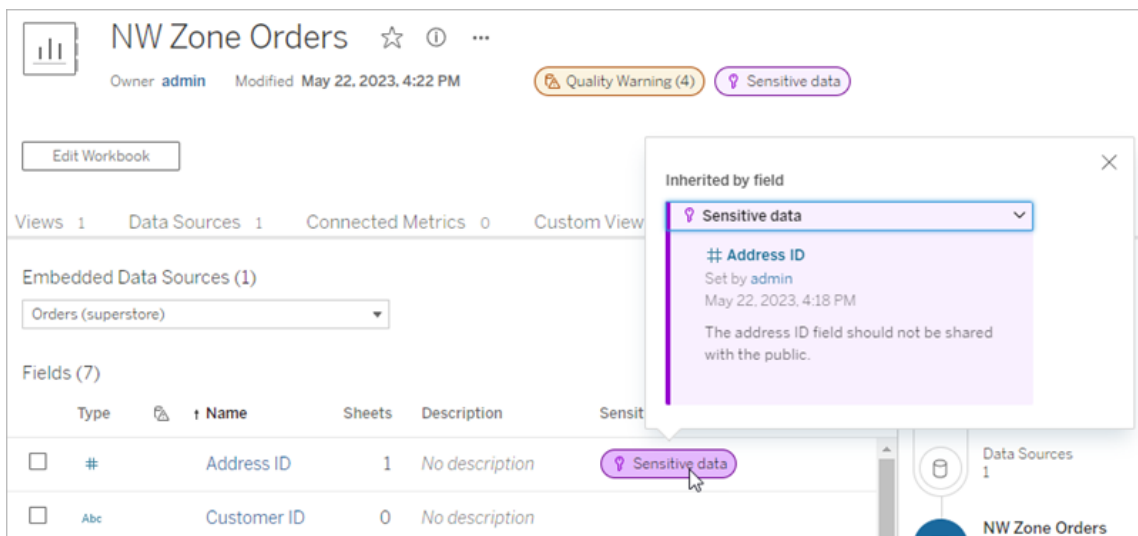 NW Zone Orders
Owner admin Modified May 22, 2023, 4:22 PM Quality Warning (4) Sensitive data
Edit Workbook
Views 1 Data Sources 1 Connected Metrics 0 Custom View
Inherited by field
Sensitive data
# Address ID
Set by admin
May 22, 2023, 4:18 PM
The address ID field should not be shared
with the public.
Embedded Data Sources (1)
Orders (superstore)
Fields (7)
Type ↑ Name Sheets Description Sensit
# Address ID 1 No description Sensitive data
Abc Customer ID 0 No description
Data Sources
1
NW Zone Orders